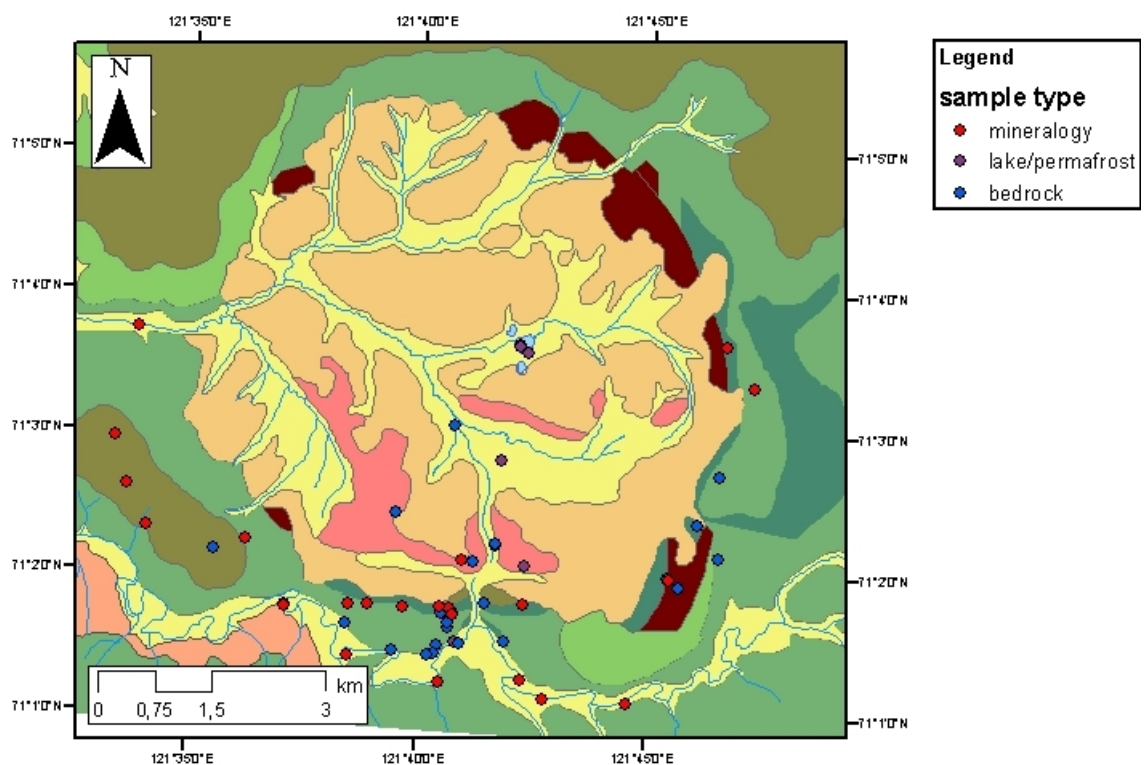 121°35'0"E 121°40'0"E 121°45'0"E
N
71°5'0"N 71°5'0"N
71°4'0"N 71°4'0"N
71°3'0"N 71°3'0"N
71°2'0"N 71°2'0"N
71°1'0"N 71°1'0"N
km
0 0,75 1,5 3
121°35'0"E 121°40'0"E 121°45'0"E
Legend
sample type
mineralogy
lake/permafrost
bedrock